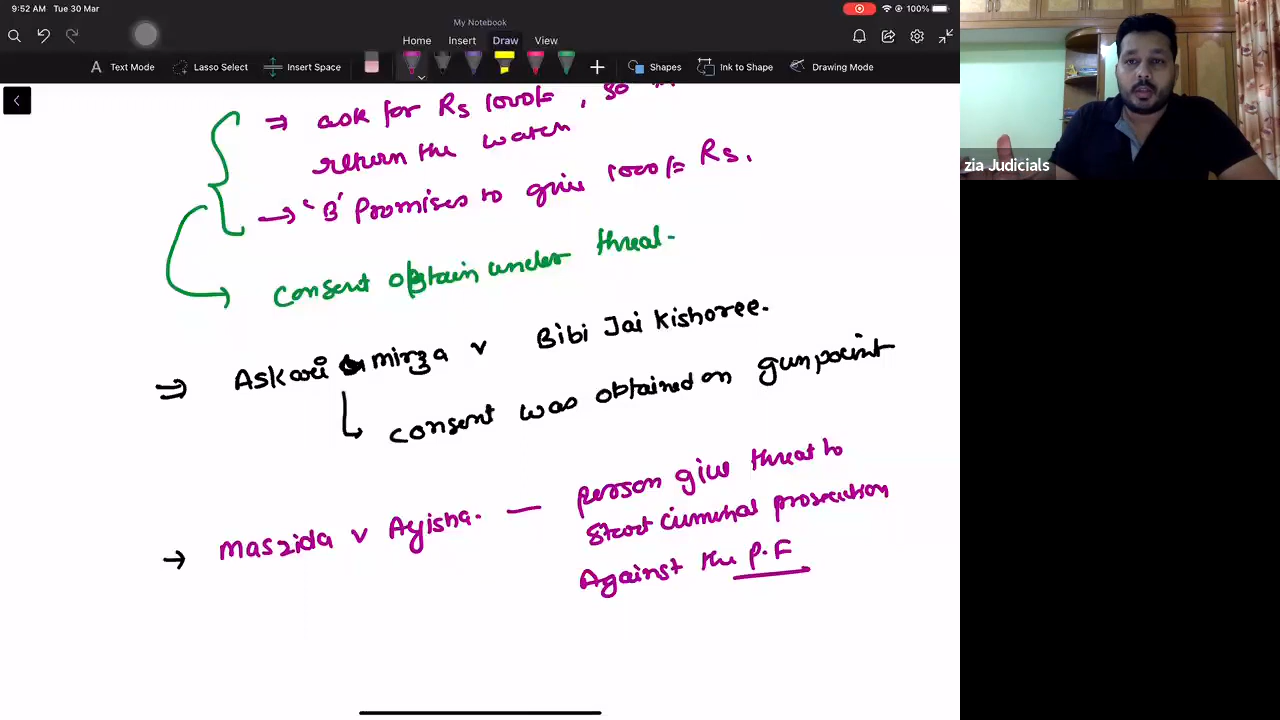 9:52 AM Tue 30 Mar
100%
My Notebook
Home Insert Draw View
Text Mode Lasso Select Insert Space Shapes Ink to Shape Drawing Mode
⇒ ask for Rs 1000/=, so
return the watch
→ 'B' Promises to give 1000/= Rs.
Consent obtain under threat.
⇒ Askari mirza v Bibi Jai Kishoree.
consent was obtained on gunpoint
→ Maszida v Ayisha. — person give threat to
start criminal prosecution
Against the P.F
zia Judicials